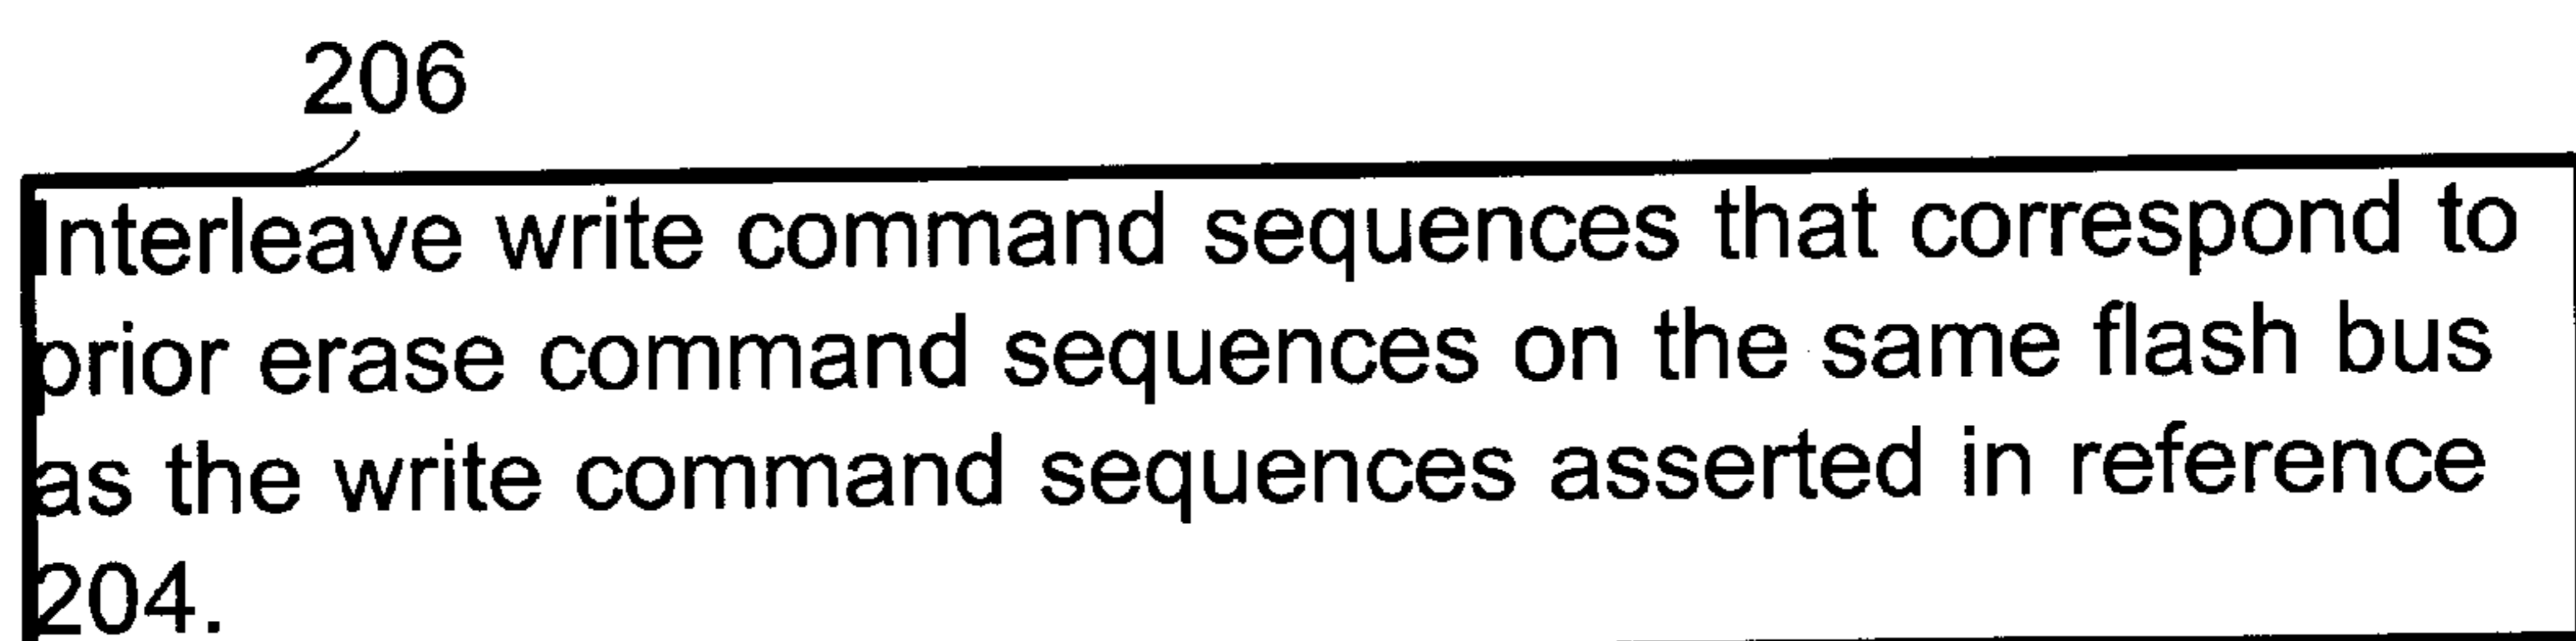 206
Interleave write command sequences that correspond to
prior erase command sequences on the same flash bus
as the write command sequences asserted in reference
204.